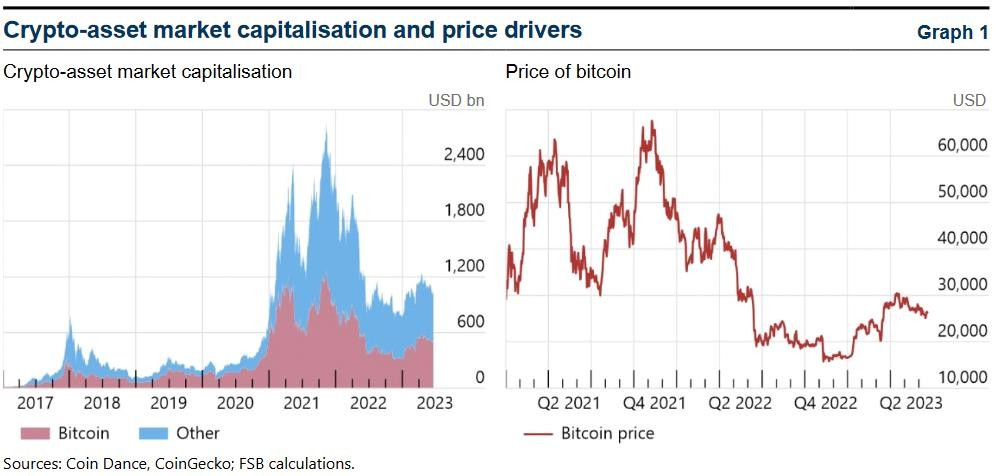 Crypto-asset market capitalisation and price drivers
Graph 1
Crypto-asset market capitalisation
USD bn
2,400
1,800
1,200
600
0
2017 2018 2019 2020 2021 2022 2023
Bitcoin Other
Price of bitcoin
USD
60,000
50,000
40,000
30,000
20,000
10,000
Q2 2021 Q4 2021 Q2 2022 Q4 2022 Q2 2023
Bitcoin price
Sources: Coin Dance, CoinGecko; FSB calculations.